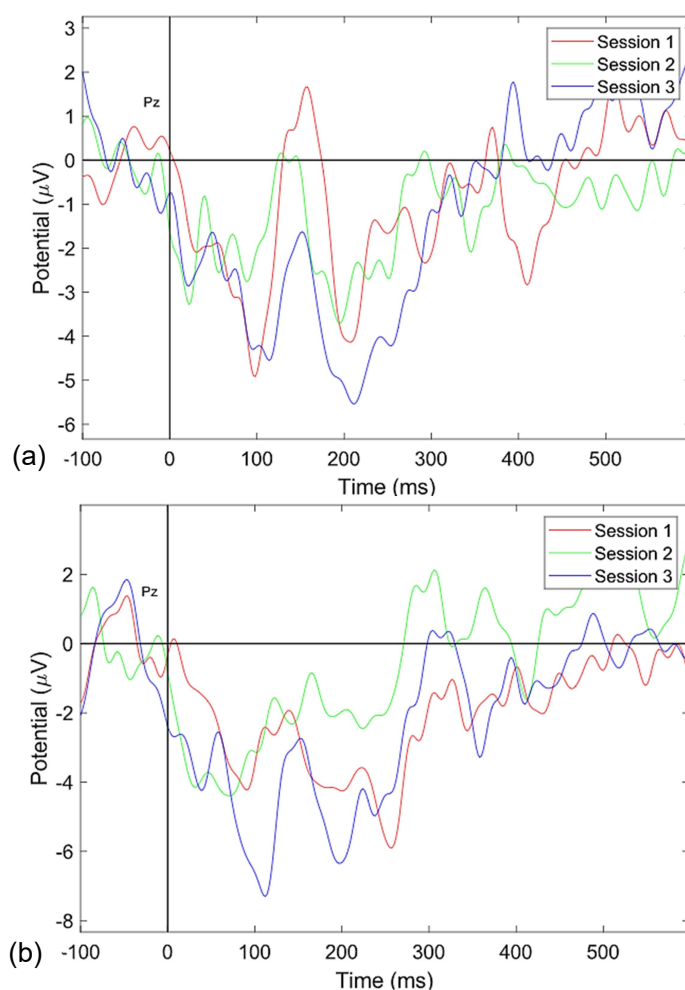 3
2
1
0
-1
-2
-3
-4
-5
-6
Potential (µV)
Pz
Session 1
Session 2
Session 3
(a)
-100 0 100 200 300 400 500
Time (ms)
2
0
-2
-4
-6
-8
Potential (µV)
Pz
Session 1
Session 2
Session 3
(b)
-100 0 100 200 300 400 500
Time (ms)